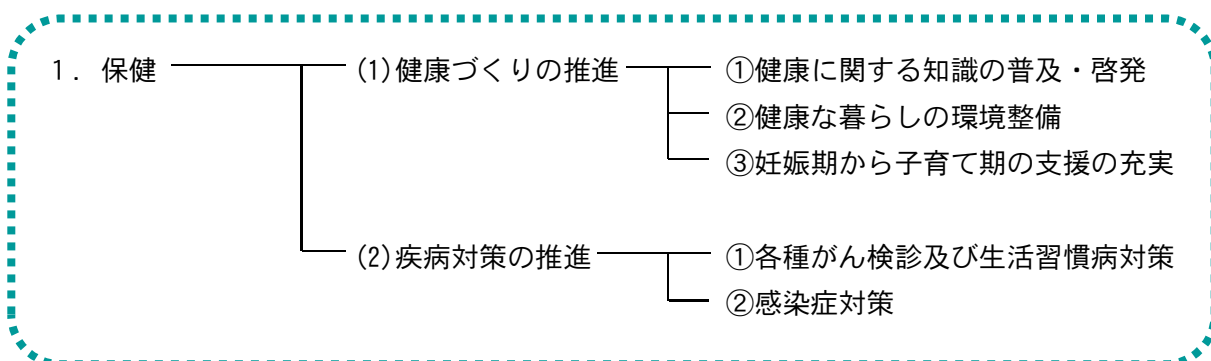 1. 保健 (1)健康づくりの推進 ①健康に関する知識の普及・啓発
②健康な暮らしの環境整備
③妊娠期から子育て期の支援の充実
(2)疾病対策の推進 ①各種がん検診及び生活習慣病対策
②感染症対策